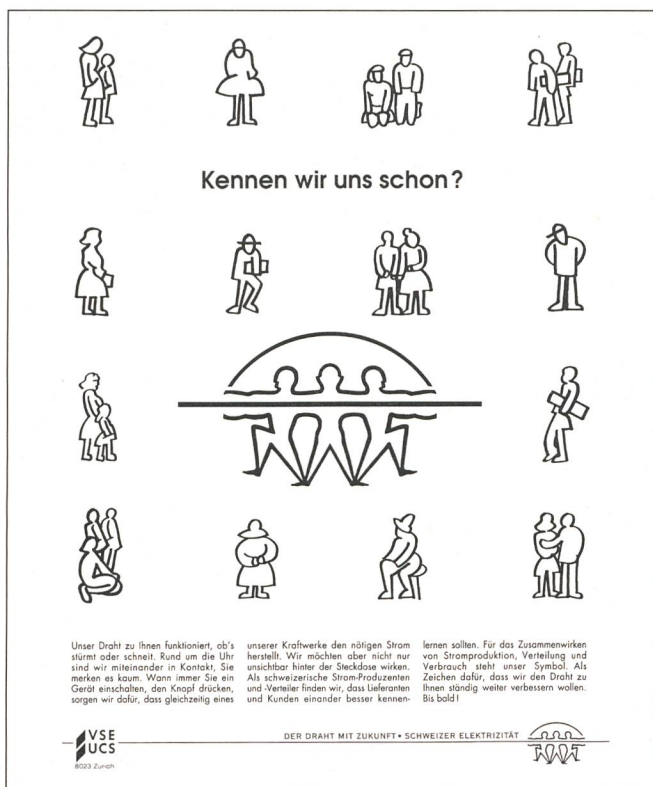 Kennen wir uns schon?
Unser Draht zu Ihnen funktioniert, ob's
stürmt oder schneit. Rund um die Uhr
sind wir miteinander in Kontakt, Sie
merken es kaum. Wann immer Sie ein
Gerät einschalten, den Knopf drücken,
sorgen wir dafür, dass gleichzeitig eines
unserer Kraftwerke den nötigen Strom
herstellt. Wir möchten aber nicht nur
unsichtbar hinter der Steckdose wirken.
Als schweizerische Strom-Produzenten
und -Verteiler finden wir, dass Lieferanten
und Kunden einander besser kennen-
lernen sollten. Für das Zusammenwirken
von Stromproduktion, Verteilung und
Verbrauch steht unser Symbol. Als
Zeichen dafür, dass wir den Draht zu
Ihnen ständig weiter verbessern wollen.
Bis bald!
VSE
UCS
8023 Zürich
DER DRAHT MIT ZUKUNFT • SCHWEIZER ELEKTRIZITÄT